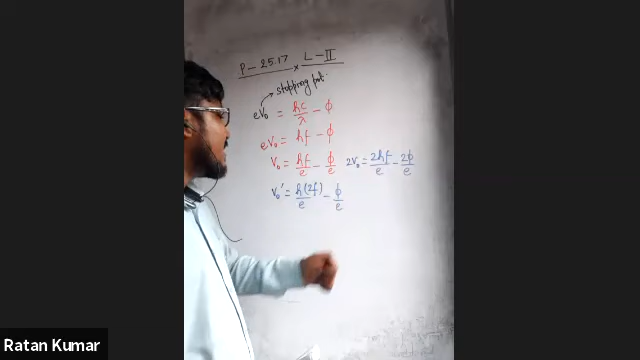 P – 25.17 × L – II
stopping pot.
eV₀ = hc/λ – ϕ
eV₀ = hf – ϕ
V₀ = hf/e – ϕ/e 2V₀ = 2hf/e – 2ϕ/e
V₀' = h(2f)/e – ϕ/e
Ratan Kumar